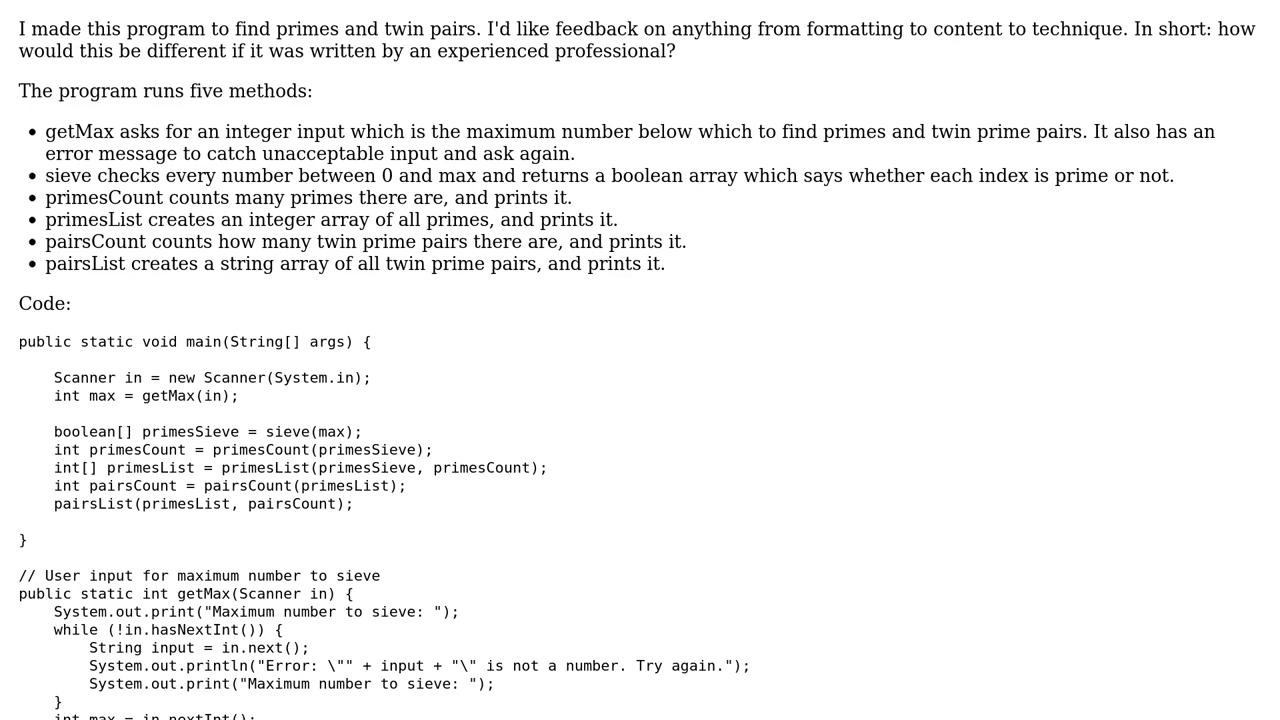 I made this program to find primes and twin pairs. I'd like feedback on anything from formatting to content to technique. In short: how
would this be different if it was written by an experienced professional?
The program runs five methods:
• getMax asks for an integer input which is the maximum number below which to find primes and twin prime pairs. It also has an
error message to catch unacceptable input and ask again.
• sieve checks every number between 0 and max and returns a boolean array which says whether each index is prime or not.
• primesCount counts many primes there are, and prints it.
• primesList creates an integer array of all primes, and prints it.
• pairsCount counts how many twin prime pairs there are, and prints it.
• pairsList creates a string array of all twin prime pairs, and prints it.
Code:
public static void main(String[] args) {
    Scanner in = new Scanner(System.in);
    int max = getMax(in);
    boolean[] primesSieve = sieve(max);
    int primesCount = primesCount(primesSieve);
    int[] primesList = primesList(primesSieve, primesCount);
    int pairsCount = pairsCount(primesList);
    pairsList(primesList, pairsCount);
}
// User input for maximum number to sieve
public static int getMax(Scanner in) {
    System.out.print("Maximum number to sieve: ");
    while (!in.hasNextInt()) {
        String input = in.next();
        System.out.println("Error: \"" + input + "\" is not a number. Try again.");
        System.out.print("Maximum number to sieve: ");
    }
    int max = in.nextInt();